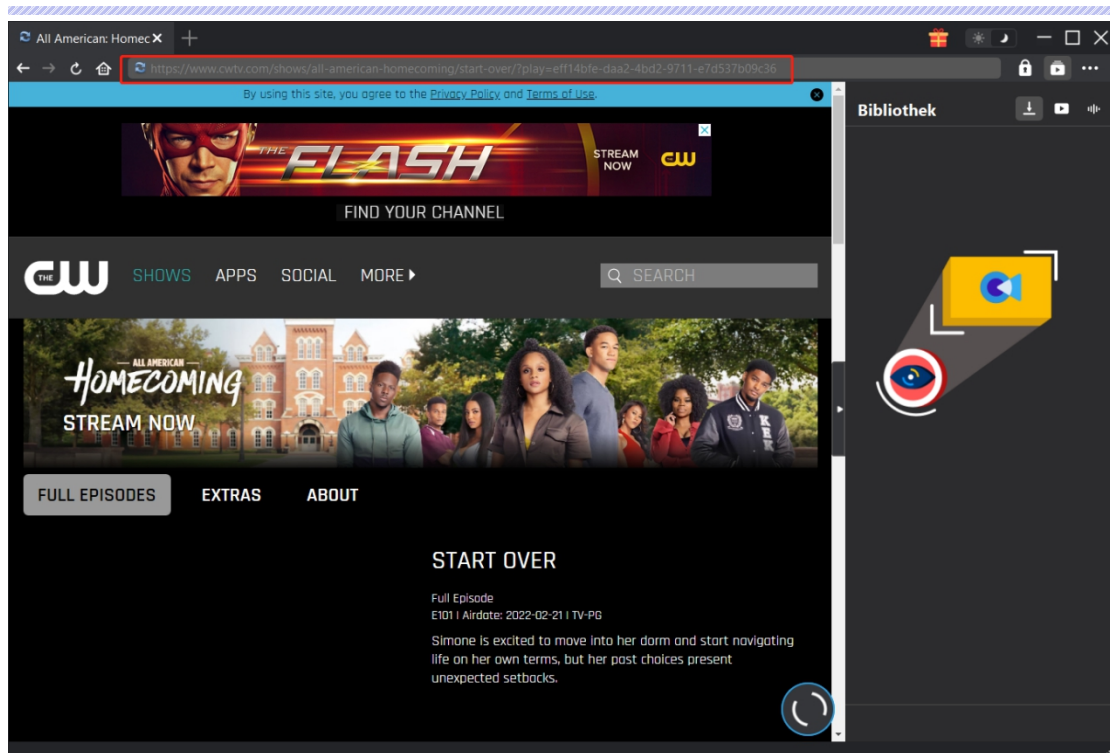 All American: Homec
https://www.cwtv.com/shows/all-american-homecoming/start-over/?play=eff14bfe-daa2-4bd2-9711-e7d537b09c36
By using this site, you agree to the Privacy Policy and Terms of Use.
Bibliothek
THE FLASH
STREAM NOW
CW
FIND YOUR CHANNEL
THE CW
SHOWS APPS SOCIAL MORE
SEARCH
ALL AMERICAN
HOMECOMING
STREAM NOW
FULL EPISODES EXTRAS ABOUT
START OVER
Full Episode
E101 | Airdate: 2022-02-21 | TV-PG
Simone is excited to move into her dorm and start navigating
life on her own terms, but her past choices present
unexpected setbacks.